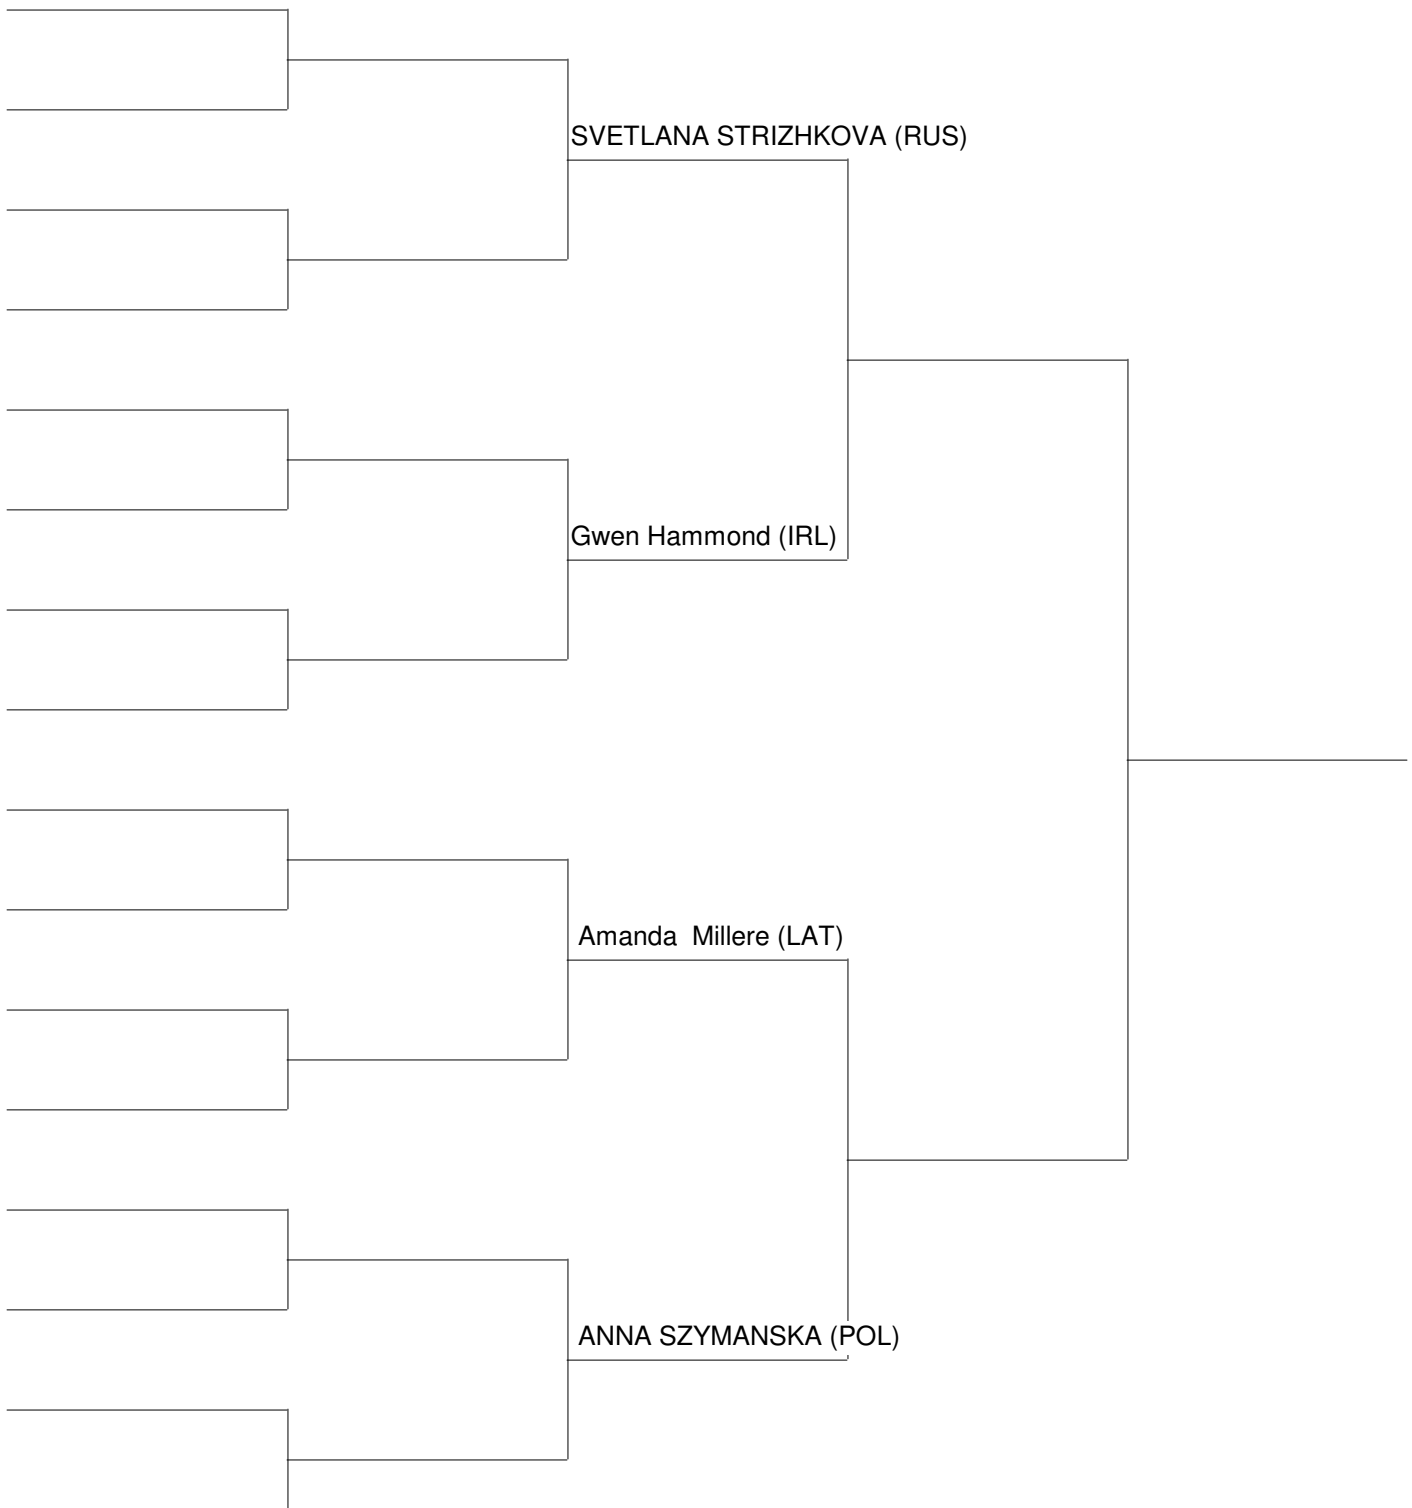 SVETLANA STRIZHKOVA (RUS)
Gwen Hammond (IRL)
Amanda  Millere (LAT)
ANNA SZYMANSKA (POL)